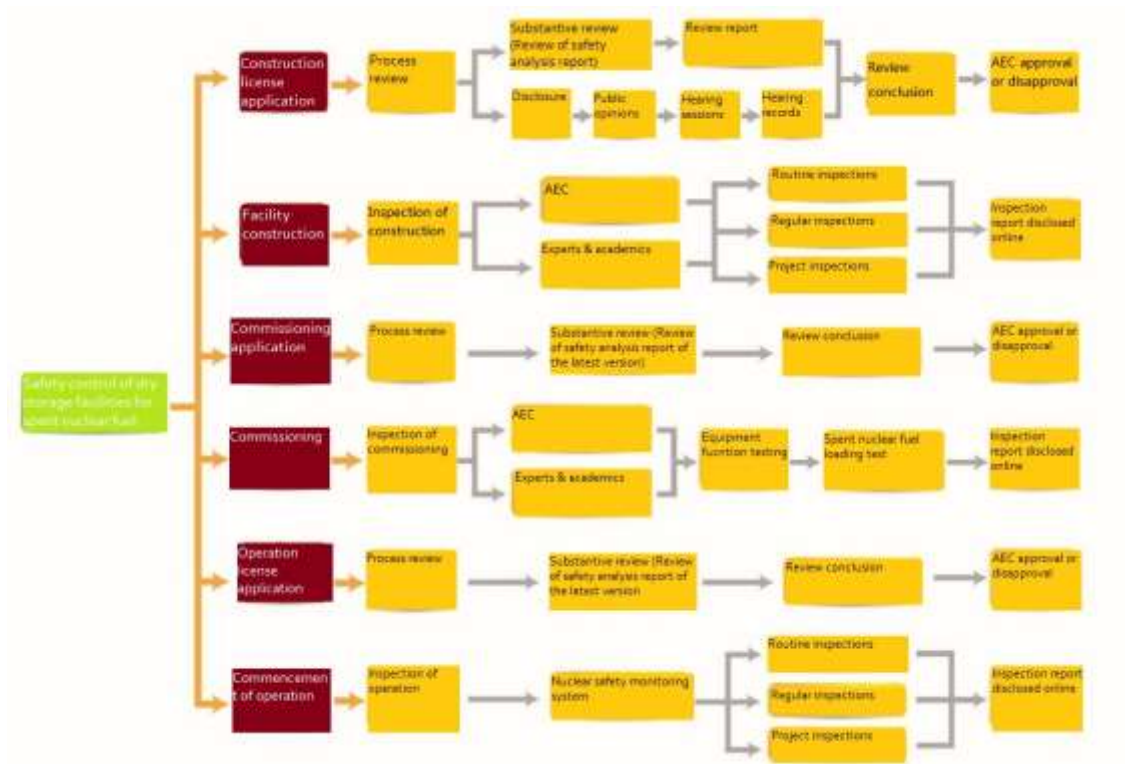 Safety control of dry
storage facilities for
spent nuclear fuel
Construction
license
application
Process
review
Substantive review
(Review of safety
analysis report)
Review report
Disclosure
Public
opinions
Hearing
sessions
Hearing
records
Review
conclusion
AEC approval
or disapproval
Facility
construction
Inspection of
construction
AEC
Experts & academics
Routine inspections
Regular inspections
Project inspections
Inspection
report disclosed
online
Commissioning
application
Process review
Substantive review (Review
of safety analysis report of
the latest version)
Review conclusion
AEC approval or
disapproval
Commissioning
Inspection of
commissioning
AEC
Experts & academics
Equipment
function testing
Spent nuclear fuel
loading test
Inspection
report disclosed
online
Operation
license
application
Process review
Substantive review (Review
of safety analysis report of
the latest version
Review conclusion
AEC approval or
disapproval
Commencemen
t of operation
Inspection of
operation
Nuclear safety monitoring
system
Routine inspections
Regular inspections
Project inspections
Inspection report
disclosed online